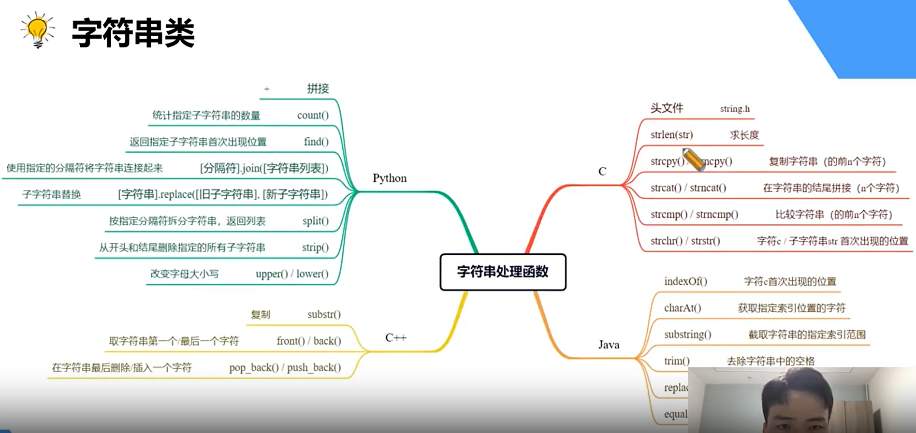 字符串类
+ 拼接
统计指定子字符串的数量 count()
返回指定子字符串首次出现位置 find()
使用指定的分隔符将字符串连接起来 [分隔符].join([字符串列表])
子字符串替换 [字符串].replace([旧子字符串], [新子字符串])
按指定分隔符拆分字符串，返回列表 split()
从开头和结尾删除指定的所有子字符串 strip()
改变字母大小写 upper() / lower()
Python
复制 substr()
取字符串第一个/最后一个字符 front() / back()
在字符串最后删除/插入一个字符 pop_back() / push_back()
C++
字符串处理函数
C
头文件 string.h
strlen(str) 求长度
strcpy() ncpy() 复制字符串（的前n个字符）
strcat() / strncat() 在字符串的结尾拼接（n个字符）
strcmp() / strncmp() 比较字符串（的前n个字符）
strchr() / strstr() 字符c / 子字符串str 首次出现的位置
Java
indexOf() 字符c首次出现的位置
charAt() 获取指定索引位置的字符
substring() 截取字符串的指定索引范围
trim() 去除字符串中的空格
replac
equal